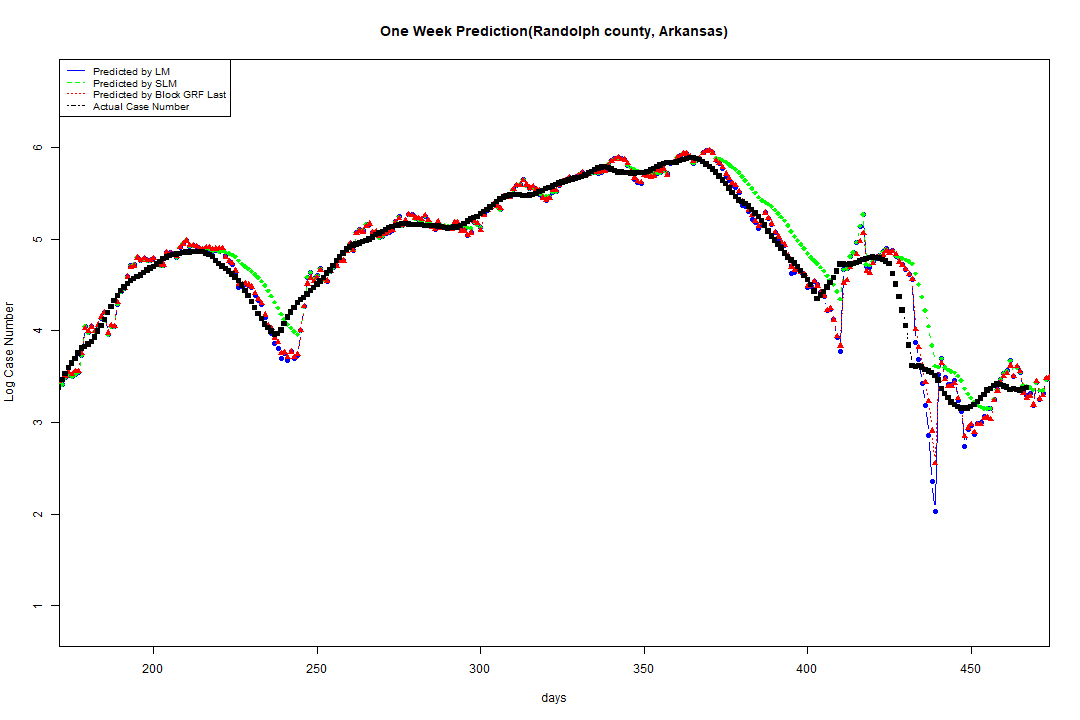 One Week Prediction(Randolph county, Arkansas)
Predicted by LM
Predicted by SLM
Predicted by Block GRF Last
Actual Case Number
6
5
4
3
2
1
Log Case Number
200 250 300 350 400 450
days